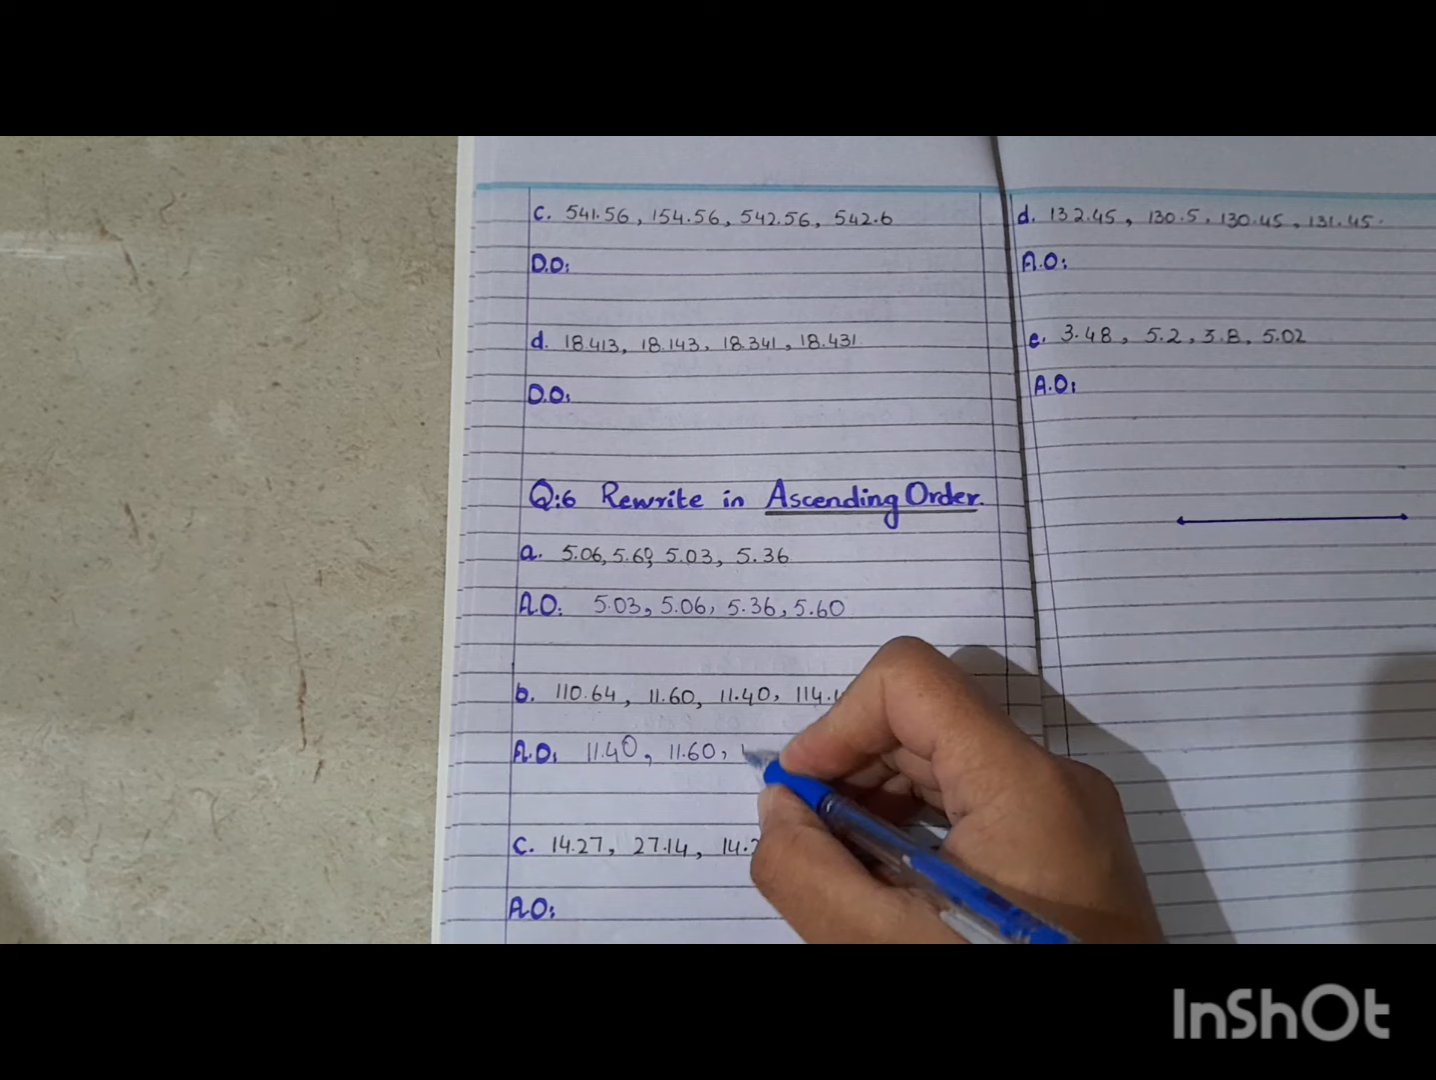 c. 541.56, 154.56, 542.56, 542.6
D.O:
d. 18.413, 18.143, 18.341, 18.431
D.O:
Q:6 Rewrite in Ascending Order.
a. 5.06, 5.60, 5.03, 5.36
A.O: 5.03, 5.06, 5.36, 5.60
b. 110.64, 11.60, 11.40, 114.
A.O: 11.40, 11.60,
c. 14.27, 27.14, 14.
A.O:
d. 132.45, 130.5, 130.45, 131.45.
A.O:
e. 3.48, 5.2, 3.8, 5.02
A.O:
InShOt